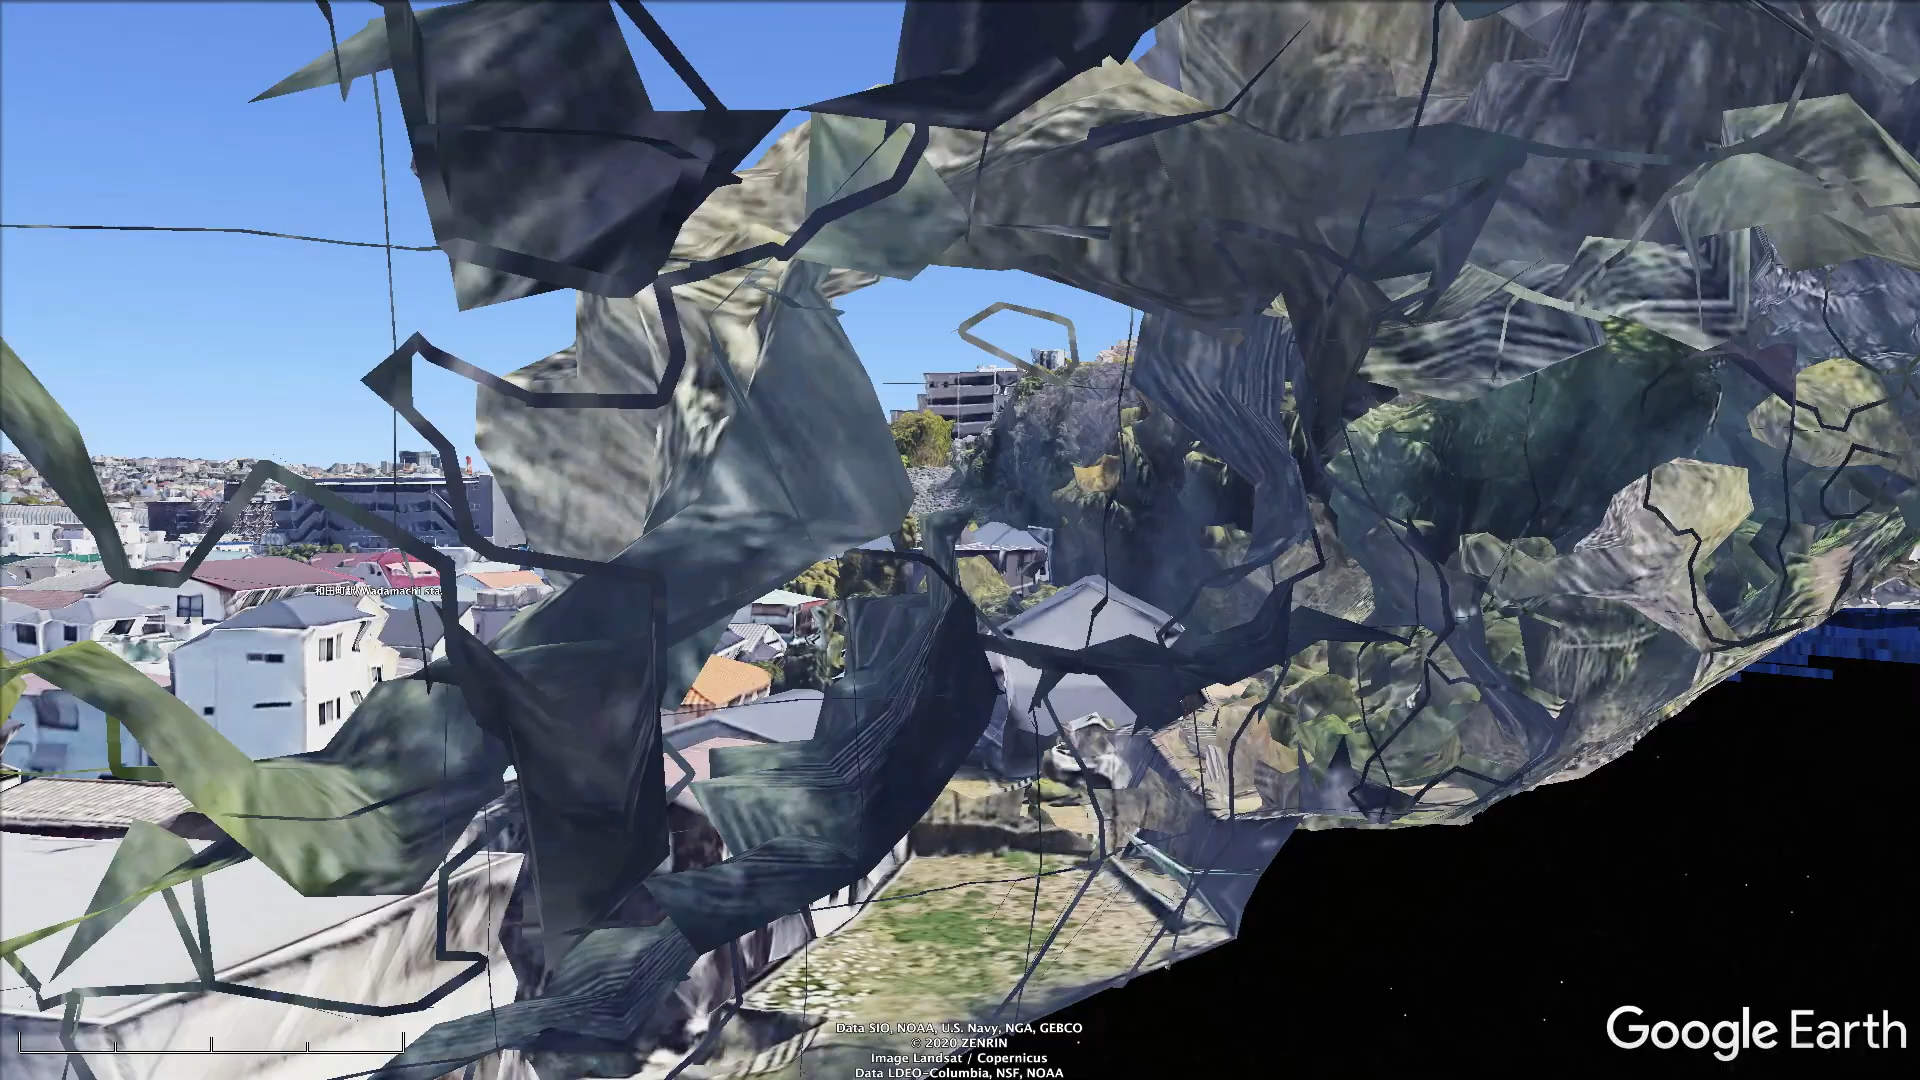 和田町駅/Wadamachi sta.
Data SIO, NOAA, U.S. Navy, NGA, GEBCO
© 2020 ZENRIN
Image Landsat / Copernicus
Data LDEO-Columbia, NSF, NOAA
Google Earth